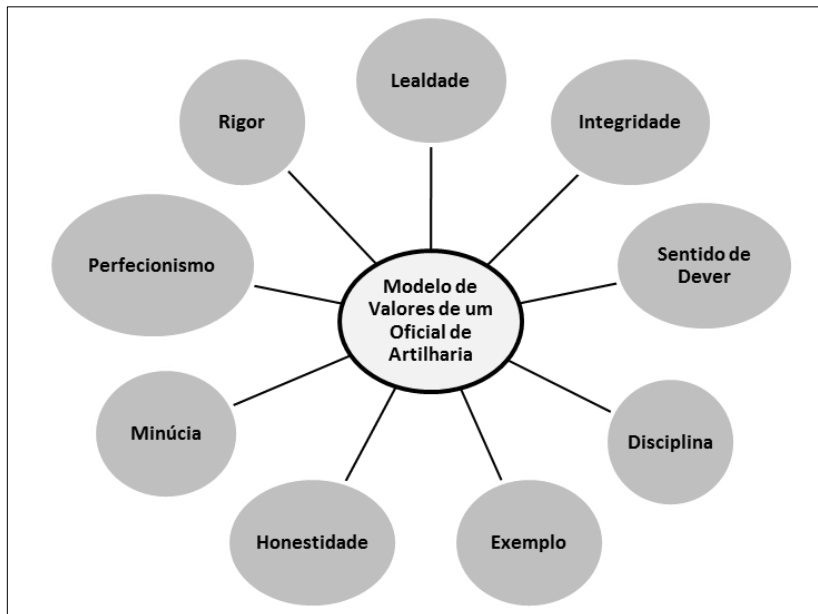 Lealdade
Integridade
Sentido de
Dever
Disciplina
Exemplo
Honestidade
Minúcia
Perfecionismo
Rigor
Modelo de
Valores de um
Oficial de
Artilharia